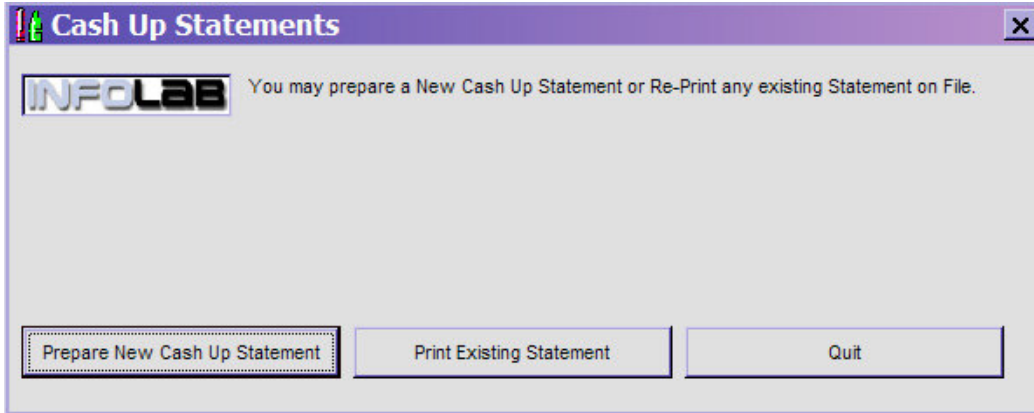 Cash Up Statements
INFOLAB
You may prepare a New Cash Up Statement or Re-Print any existing Statement on File.
Prepare New Cash Up Statement
Print Existing Statement
Quit